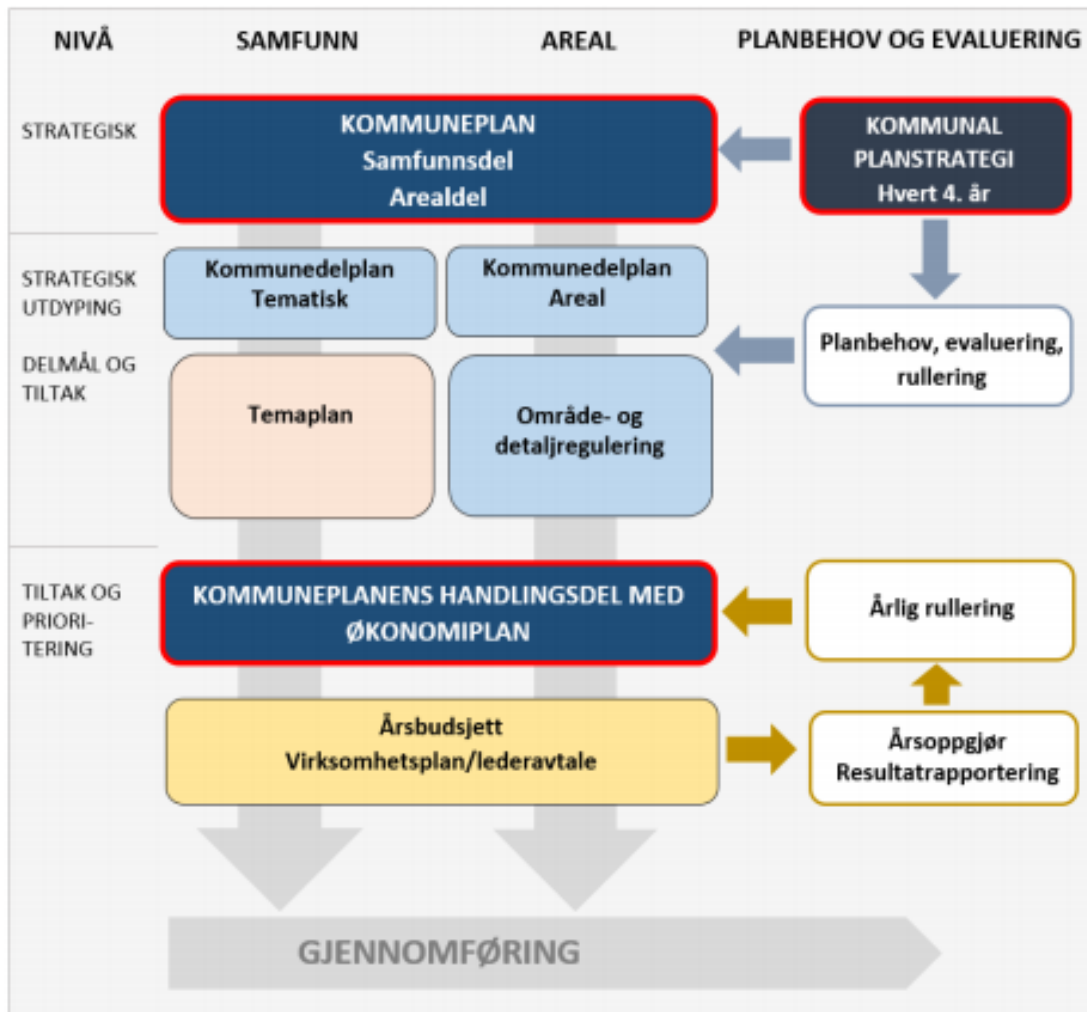 NIVÅ
SAMFUNN
AREAL
PLANBEHOV OG EVALUERING
STRATEGISK
KOMMUNEPLAN
Samfunnsdel
Arealdel
KOMMUNAL
PLANSTRATEGI
Hvert 4. år
STRATEGISK
UTDYPING
Kommunedelplan
Tematisk
Kommunedelplan
Areal
Planbehov, evaluering,
rullering
DELMÅL OG
TILTAK
Temaplan
Område- og
detaljregulering
TILTAK OG
PRIORI-
TERING
KOMMUNEPLANENS HANDLINGSDEL MED
ØKONOMIPLAN
Årlig rullering
Årsbudsjett
Virksomhetsplan/lederavtale
Årsoppgjør
Resultatrapportering
GJENNOMFØRING